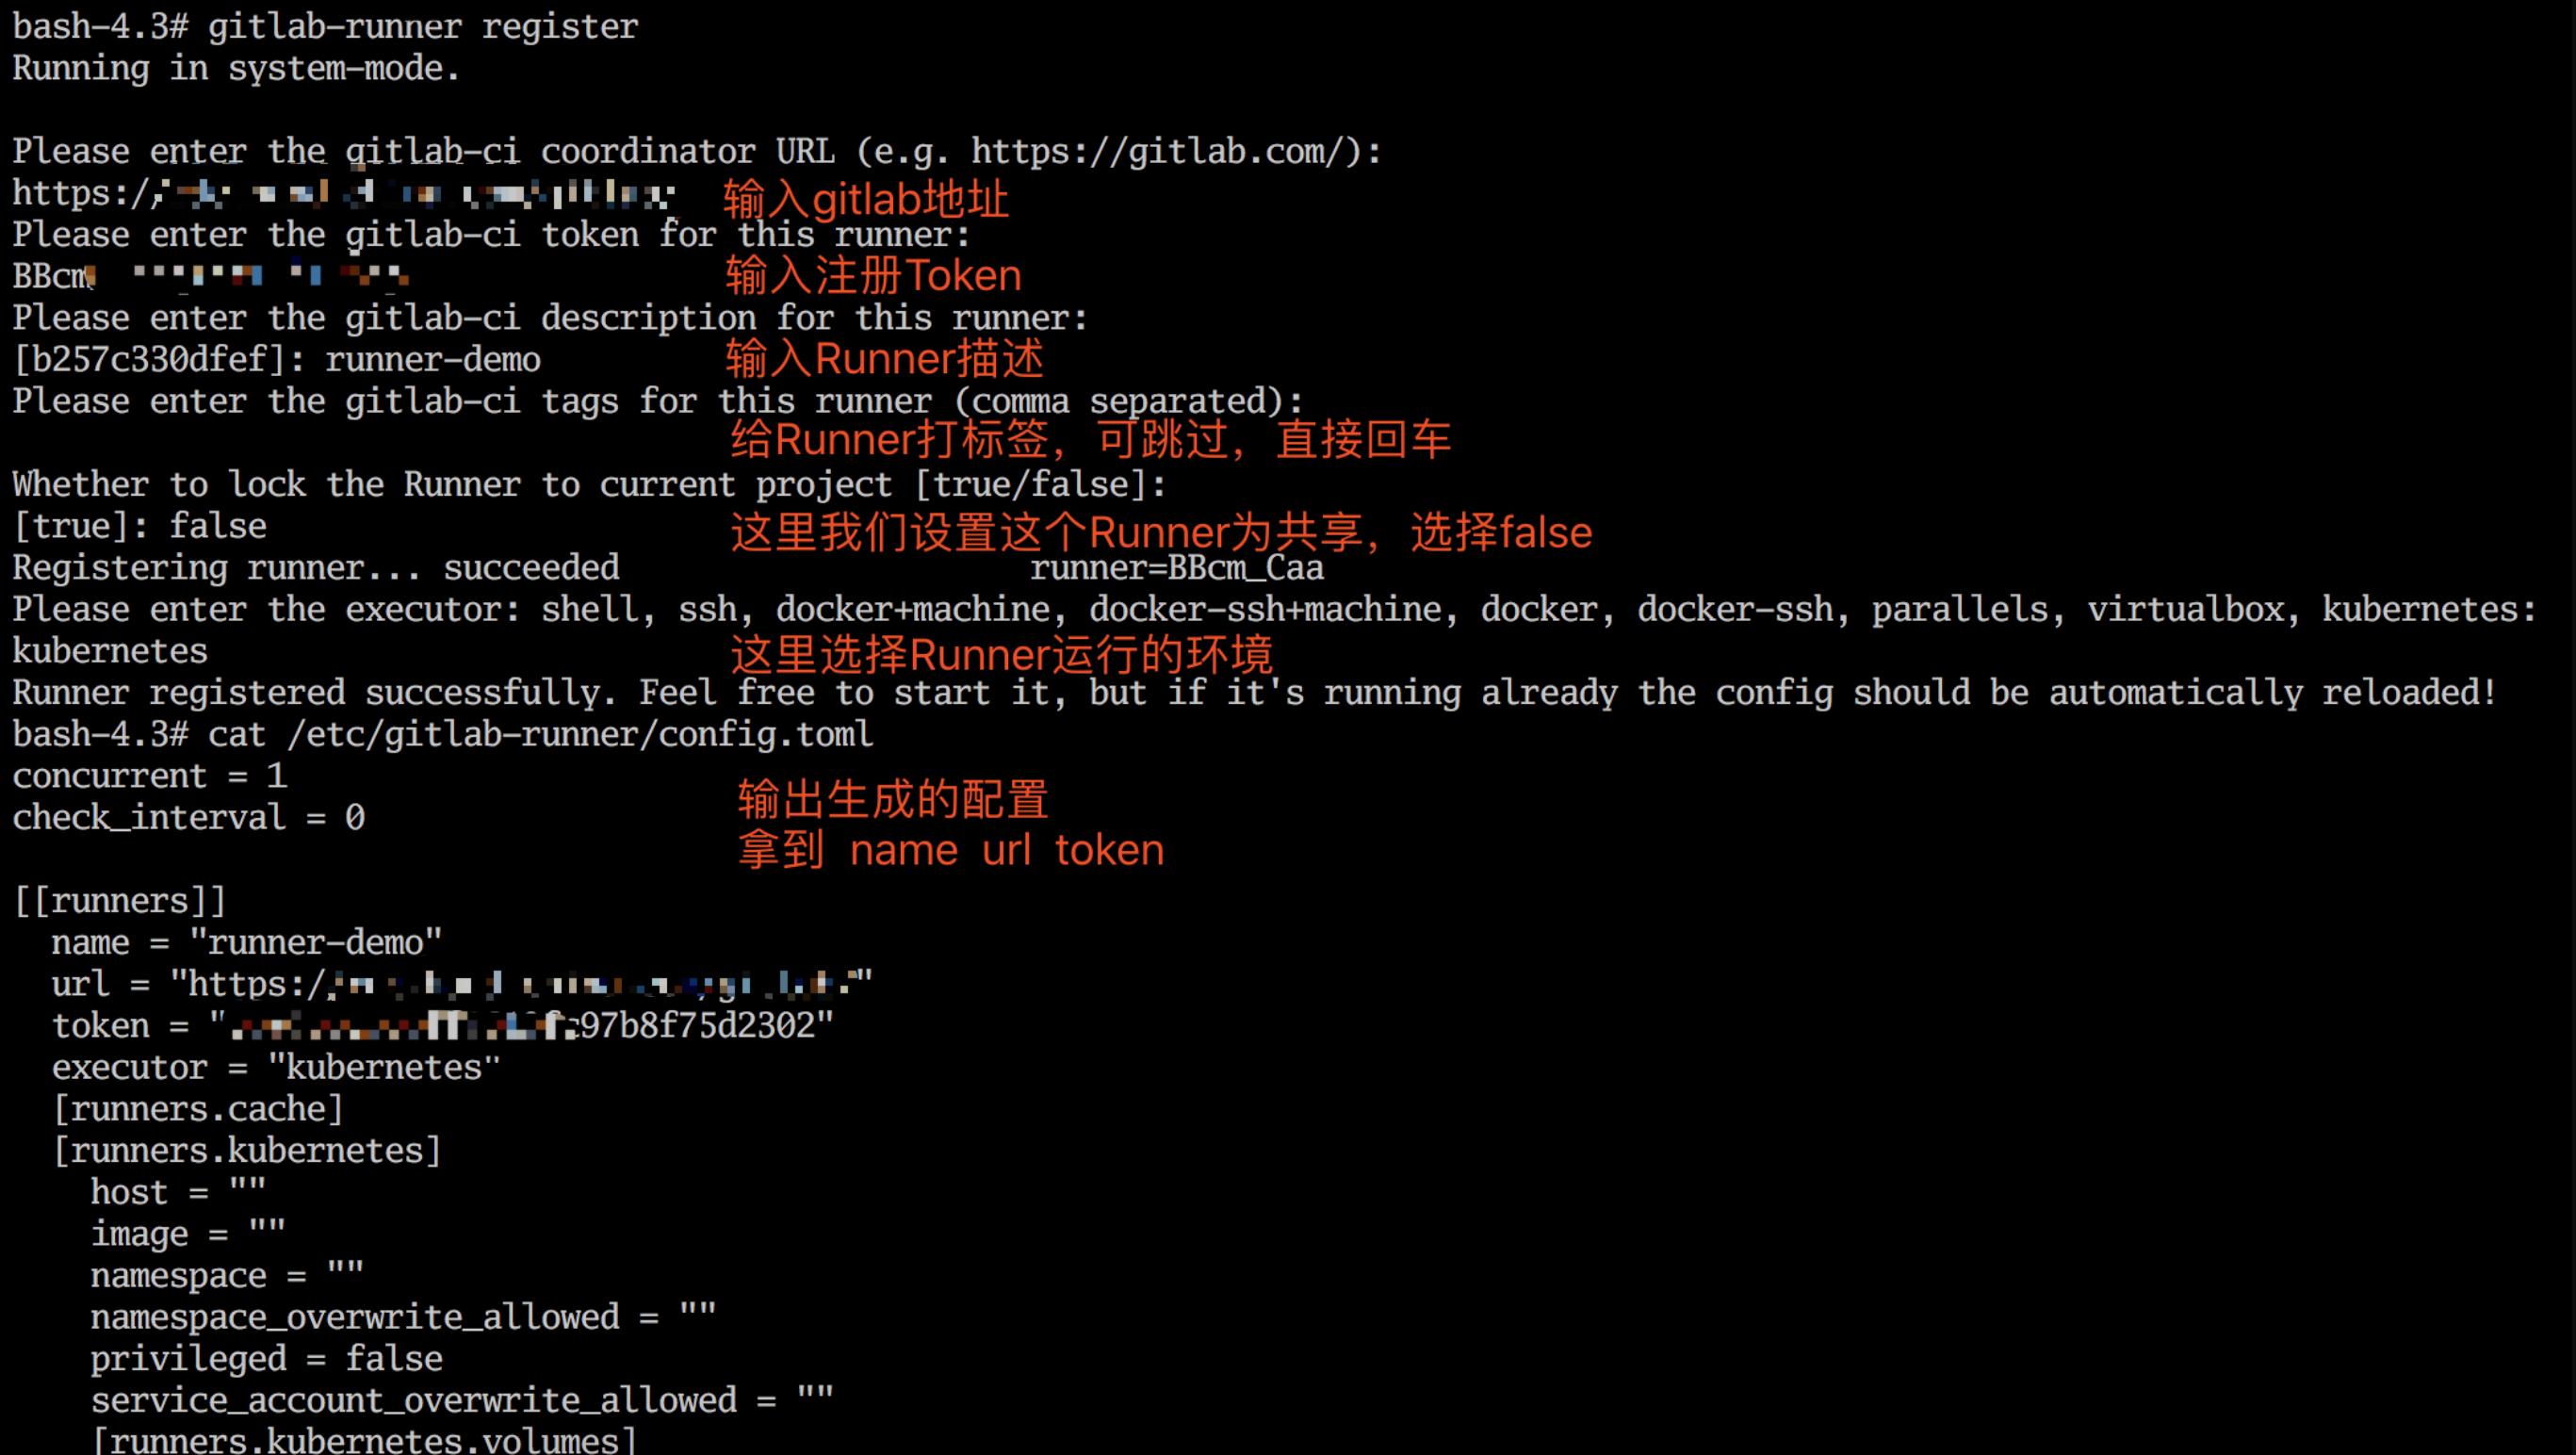 bash-4.3# gitlab-runner register
Running in system-mode.
Please enter the gitlab-ci coordinator URL (e.g. https://gitlab.com/):
https:/ 输入gitlab地址
Please enter the gitlab-ci token for this runner:
BBcm 输入注册Token
Please enter the gitlab-ci description for this runner:
[b257c330dfef]: runner-demo 输入Runner描述
Please enter the gitlab-ci tags for this runner (comma separated):
给Runner打标签，可跳过，直接回车
Whether to lock the Runner to current project [true/false]:
[true]: false 这里我们设置这个Runner为共享，选择false
Registering runner... succeeded runner=BBcm_Caa
Please enter the executor: shell, ssh, docker+machine, docker-ssh+machine, docker, docker-ssh, parallels, virtualbox, kubernetes:
kubernetes 这里选择Runner运行的环境
Runner registered successfully. Feel free to start it, but if it's running already the config should be automatically reloaded!
bash-4.3# cat /etc/gitlab-runner/config.toml
concurrent = 1
输出生成的配置
check_interval = 0
拿到 name url token
[[runners]]
name = "runner-demo"
url = "https:/ "
token = " c97b8f75d2302"
executor = "kubernetes"
[runners.cache]
[runners.kubernetes]
host = ""
image = ""
namespace = ""
namespace_overwrite_allowed = ""
privileged = false
service_account_overwrite_allowed = ""
[runners.kubernetes.volumes]